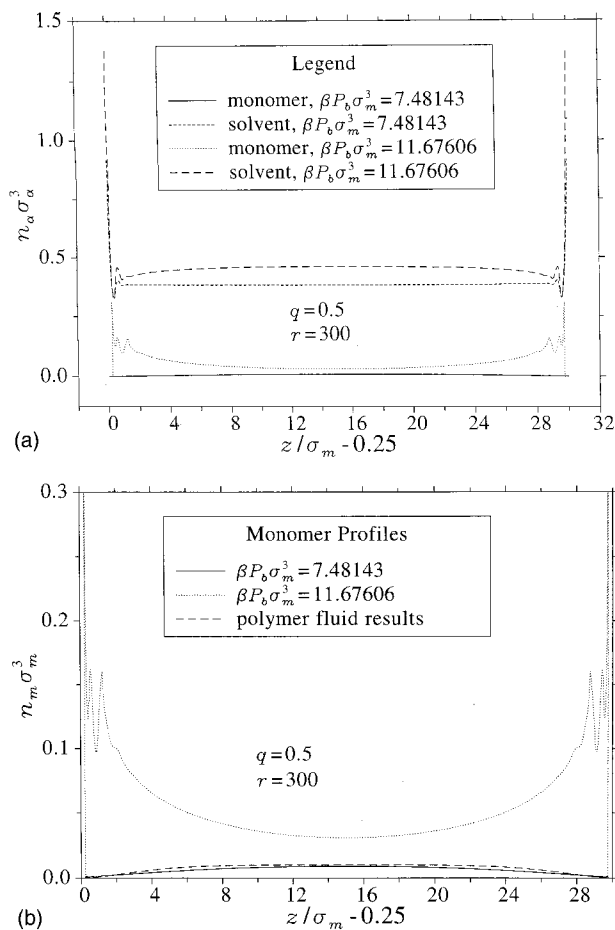 1.5
1.0
0.5
0.0
n_α σ_α^3
Legend
monomer, βP_bσ_m^3=7.48143
solvent, βP_bσ_m^3=7.48143
monomer, βP_bσ_m^3=11.67606
solvent, βP_bσ_m^3=11.67606
q=0.5
r=300
0 4 8 12 16 20 24 28 32
(a) z/σ_m-0.25
0.3
0.2
0.1
0.0
n_m σ_m^3
Monomer Profiles
βP_bσ_m^3=7.48143
βP_bσ_m^3=11.67606
polymer fluid results
q=0.5
r=300
0 4 8 12 16 20 24 28
(b) z/σ_m-0.25